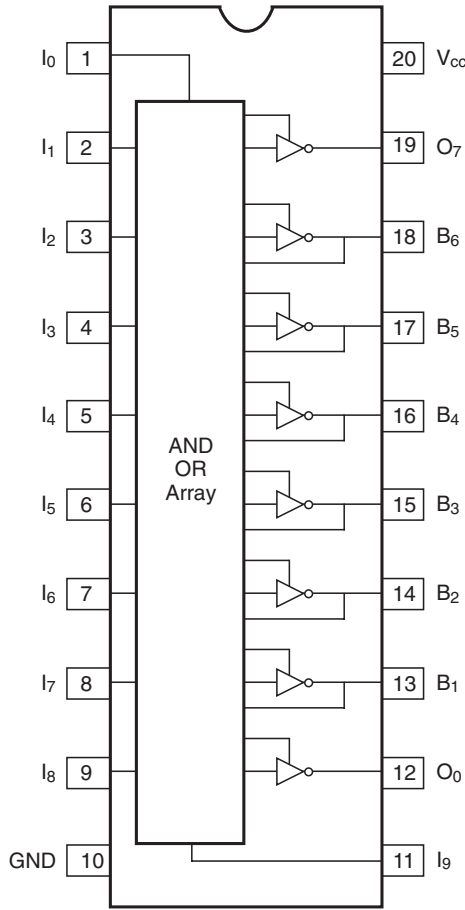 I0 1 20 Vcc
I1 2 19 O7
I2 3 18 B6
I3 4 17 B5
I4 5 16 B4
AND
OR
Array
I5 6 15 B3
I6 7 14 B2
I7 8 13 B1
I8 9 12 O0
GND 10 11 I9